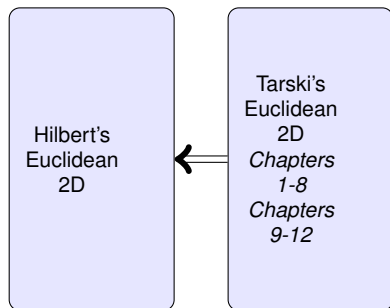 Hilbert's
Euclidean
2D
Tarski's
Euclidean
2D
Chapters
1-8
Chapters
9-12